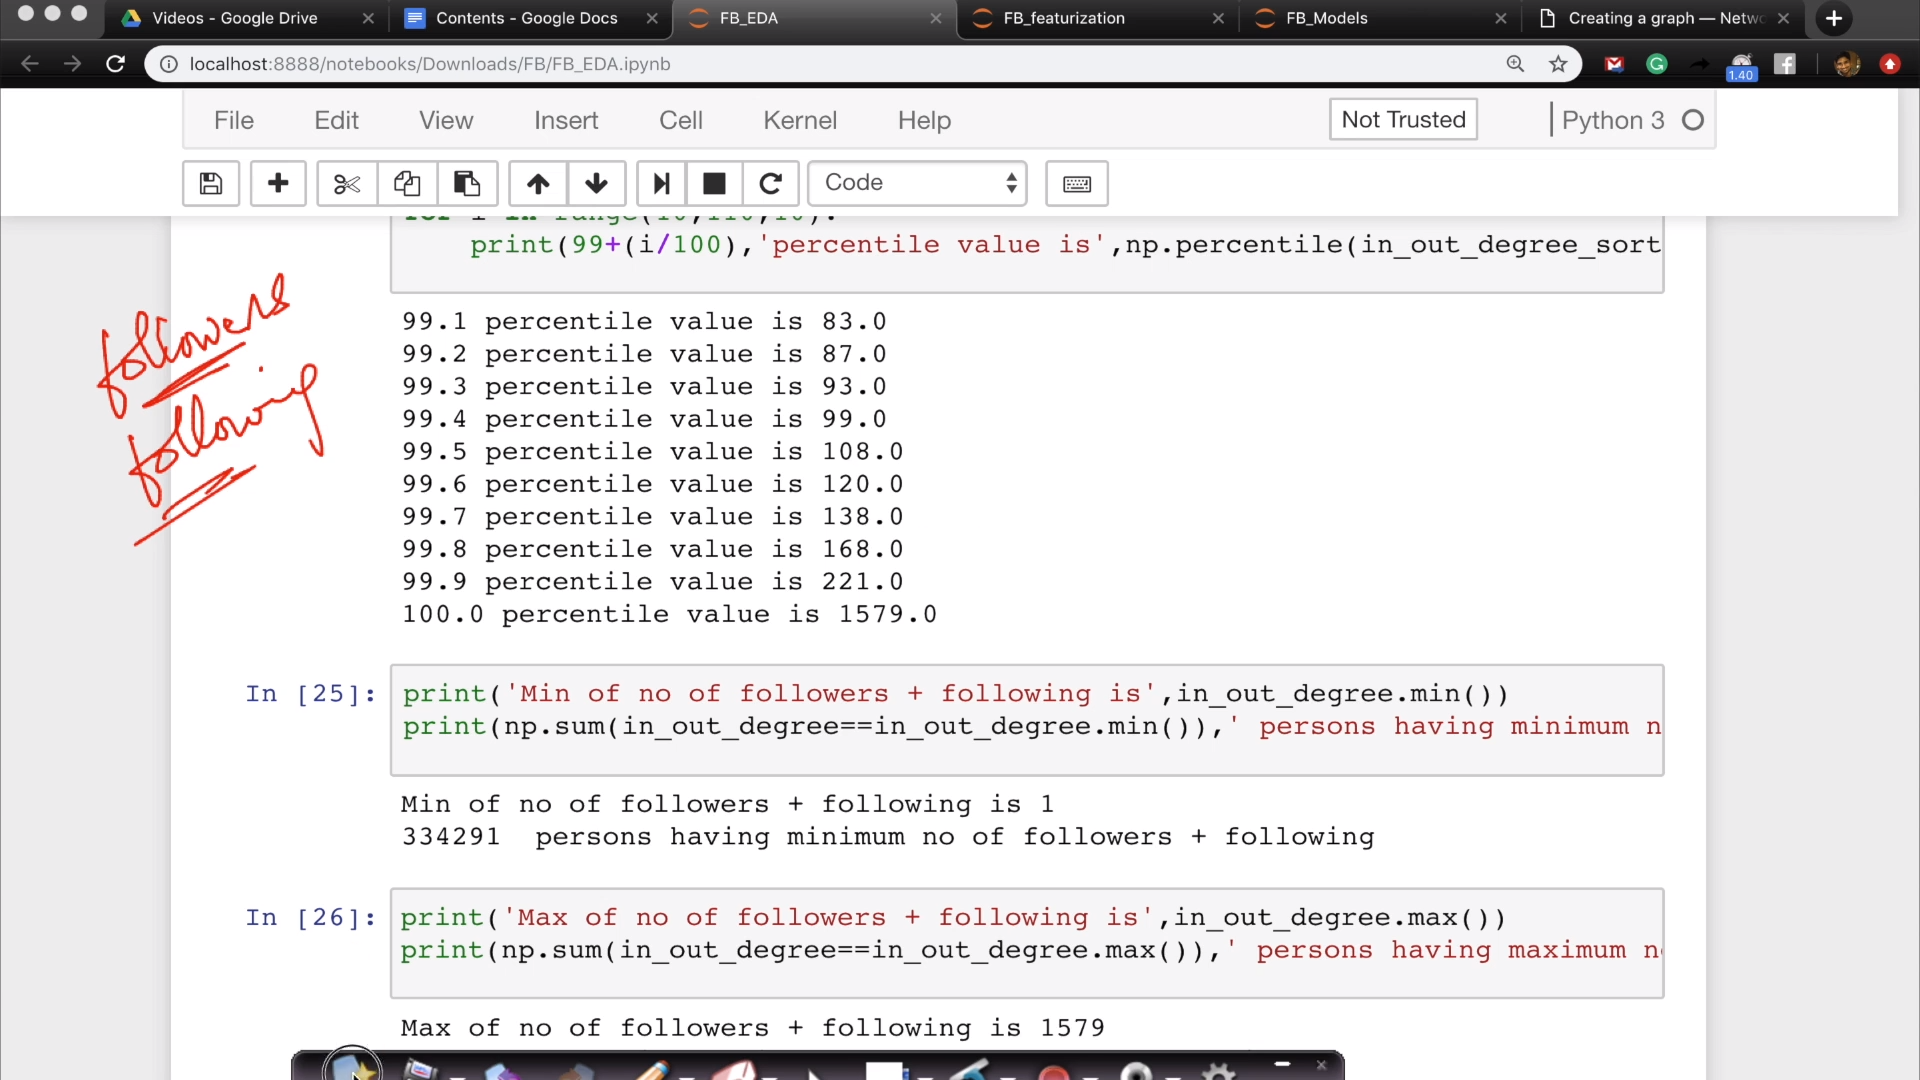 Videos - Google Drive
Contents - Google Docs
FB_EDA
FB_featurization
FB_Models
Creating a graph — Netw
localhost:8888/notebooks/Downloads/FB/FB_EDA.ipynb
1.40
File Edit View Insert Cell Kernel Help Not Trusted Python 3
Code
print(99+(i/100),'percentile value is',np.percentile(in_out_degree_sort
99.1 percentile value is 83.0
99.2 percentile value is 87.0
99.3 percentile value is 93.0
99.4 percentile value is 99.0
99.5 percentile value is 108.0
99.6 percentile value is 120.0
99.7 percentile value is 138.0
99.8 percentile value is 168.0
99.9 percentile value is 221.0
100.0 percentile value is 1579.0
followers
following
In [25]: print('Min of no of followers + following is',in_out_degree.min())
print(np.sum(in_out_degree==in_out_degree.min()),' persons having minimum n
Min of no of followers + following is 1
334291  persons having minimum no of followers + following
In [26]: print('Max of no of followers + following is',in_out_degree.max())
print(np.sum(in_out_degree==in_out_degree.max()),' persons having maximum n
Max of no of followers + following is 1579